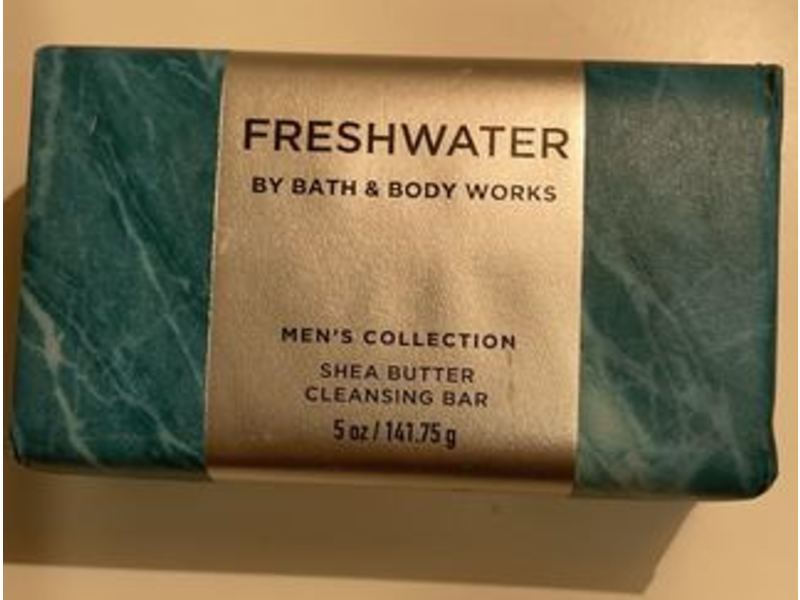 FRESHWATER
BY BATH & BODY WORKS
MEN'S COLLECTION
SHEA BUTTER
CLEANSING BAR
5 oz / 141.75 g